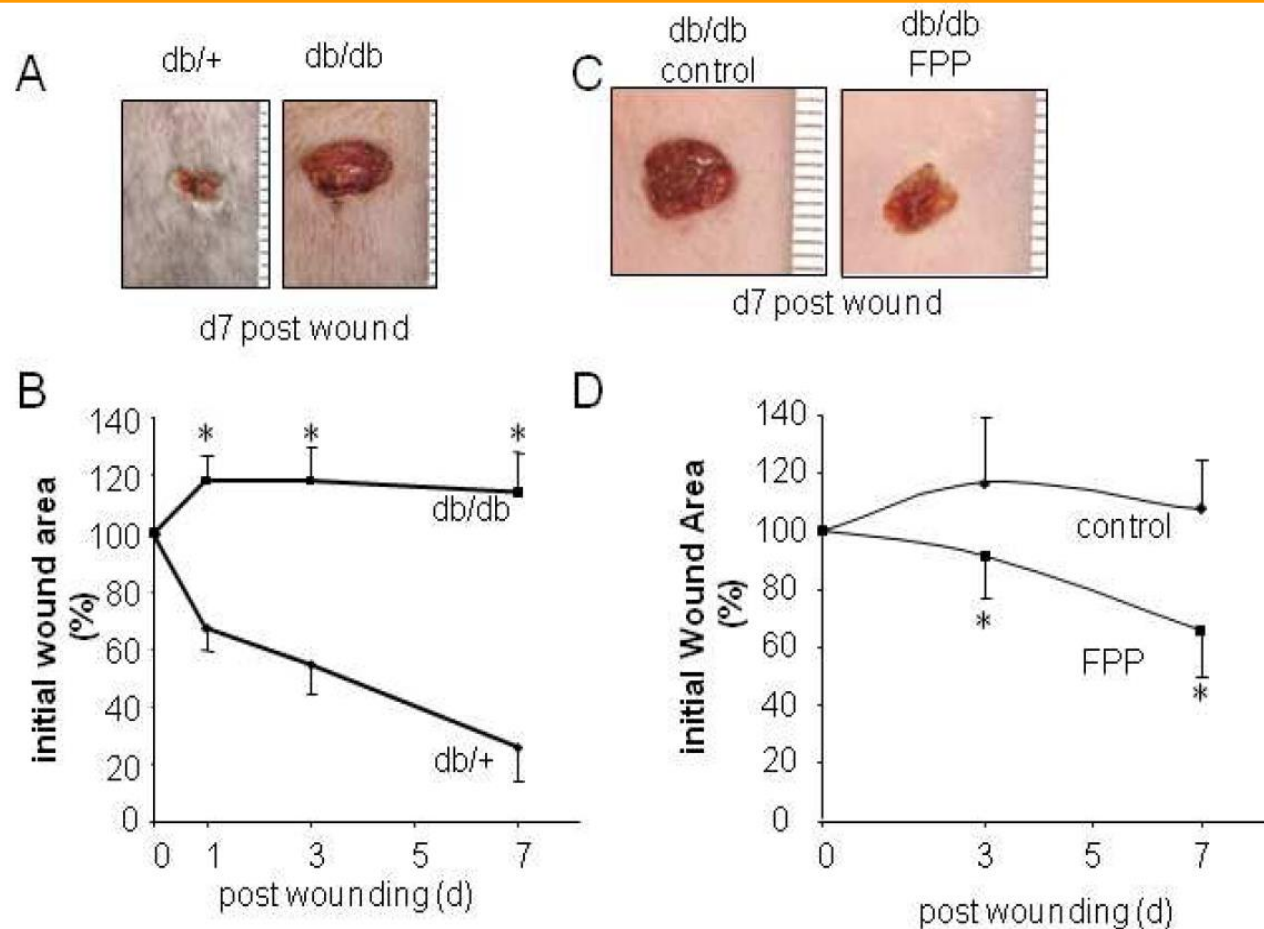 A
db/+
db/db
d7 post wound
C
db/db
control
db/db
FPP
d7 post wound
B
initial wound area
(%)
140
120
100
80
60
40
20
0
*
*
*
db/db
db/+
0 1 3 5 7
post wounding (d)
D
initial Wound Area
(%)
140
120
100
80
60
40
20
0
control
*
FPP
*
0 3 5 7
post wounding (d)